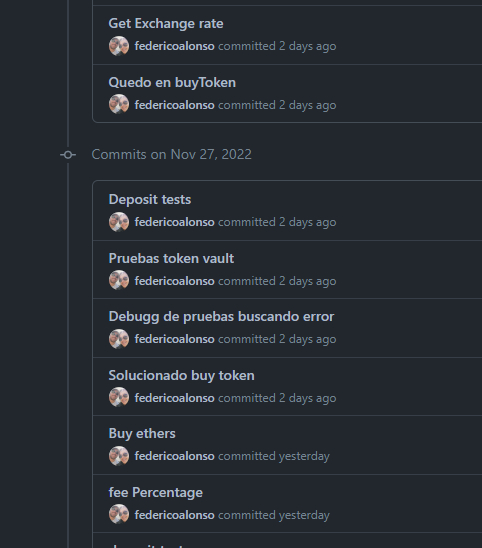 Get Exchange rate
federicoalonso committed 2 days ago
Quedo en buyToken
federicoalonso committed 2 days ago
Commits on Nov 27, 2022
Deposit tests
federicoalonso committed 2 days ago
Pruebas token vault
federicoalonso committed 2 days ago
Debugg de pruebas buscando error
federicoalonso committed 2 days ago
Solucionado buy token
federicoalonso committed 2 days ago
Buy ethers
federicoalonso committed yesterday
fee Percentage
federicoalonso committed yesterday